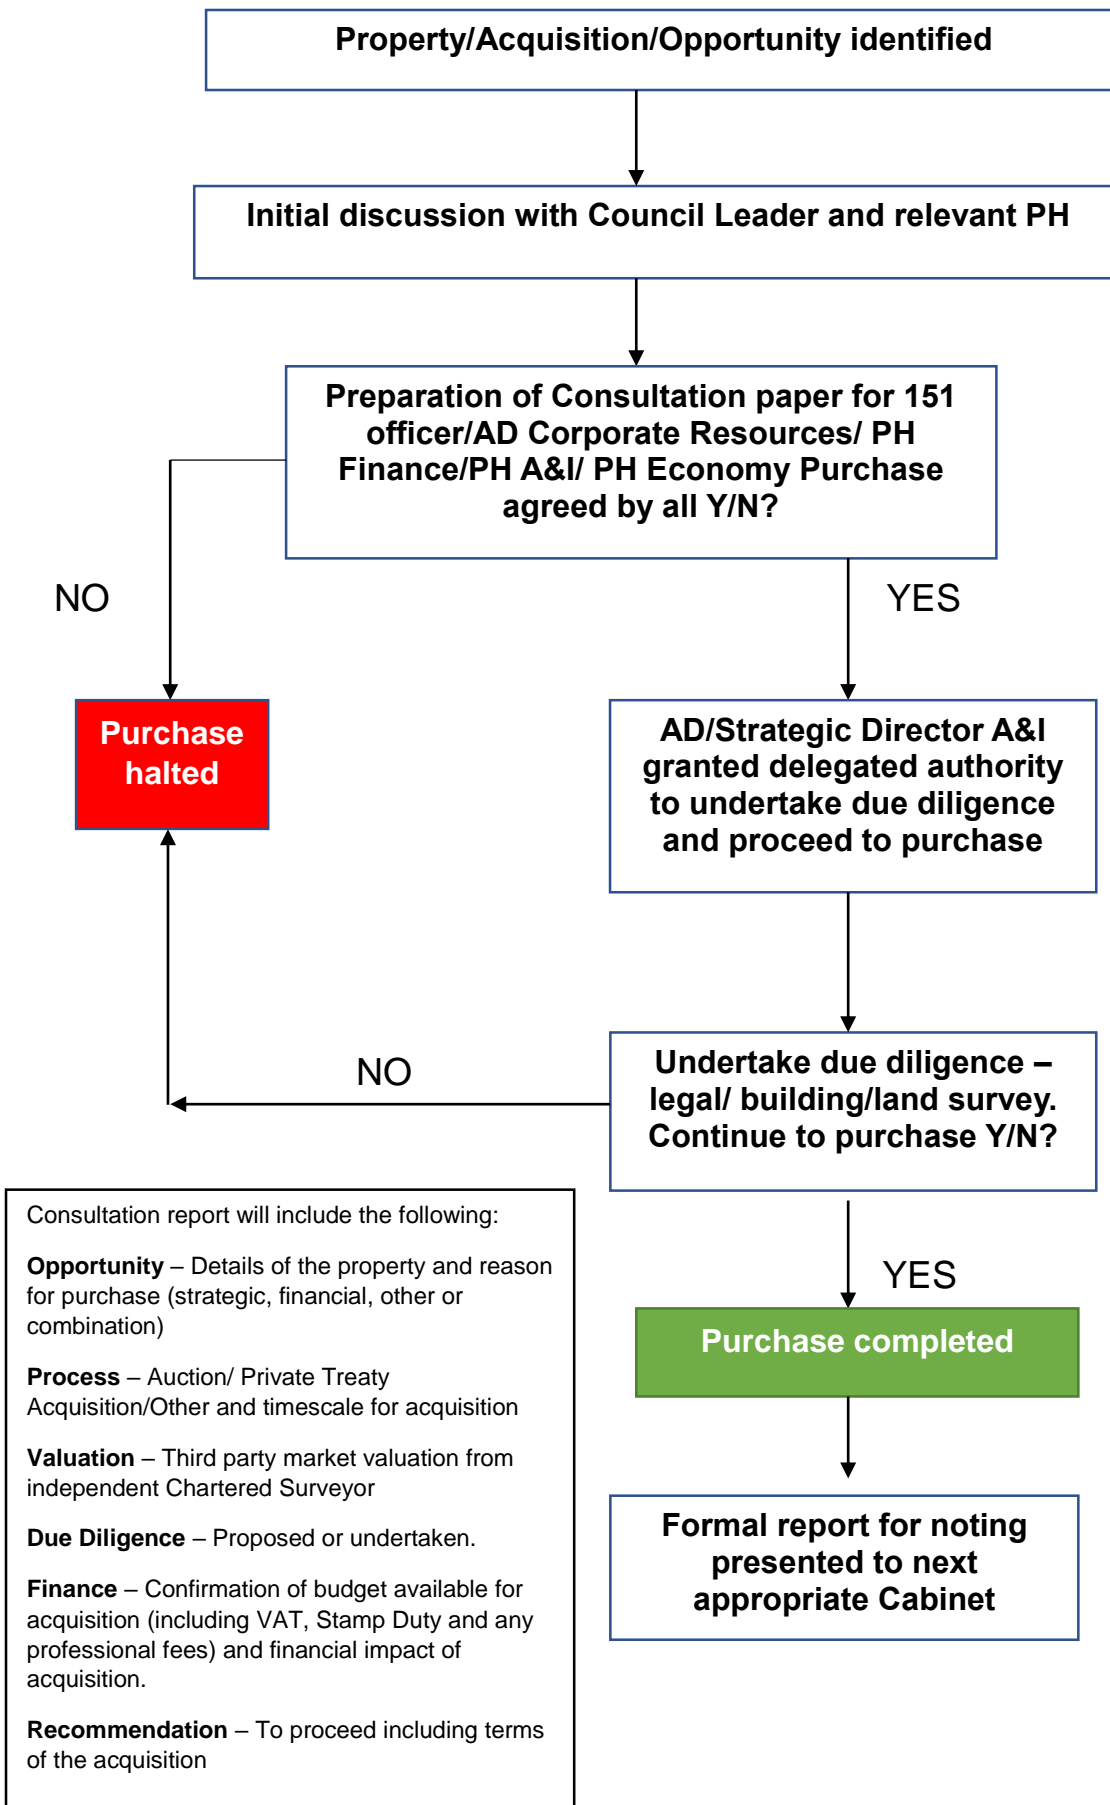 Property/Acquisition/Opportunity identified
Initial discussion with Council Leader and relevant PH
Preparation of Consultation paper for 151
officer/AD Corporate Resources/ PH
Finance/PH A&I/ PH Economy Purchase
agreed by all Y/N?
NO
YES
Purchase
halted
AD/Strategic Director A&I
granted delegated authority
to undertake due diligence
and proceed to purchase
NO
Undertake due diligence –
legal/ building/land survey.
Continue to purchase Y/N?
YES
Purchase completed
Formal report for noting
presented to next
appropriate Cabinet
Consultation report will include the following:
Opportunity – Details of the property and reason
for purchase (strategic, financial, other or
combination)
Process – Auction/ Private Treaty
Acquisition/Other and timescale for acquisition
Valuation – Third party market valuation from
independent Chartered Surveyor
Due Diligence – Proposed or undertaken.
Finance – Confirmation of budget available for
acquisition (including VAT, Stamp Duty and any
professional fees) and financial impact of
acquisition.
Recommendation – To proceed including terms
of the acquisition